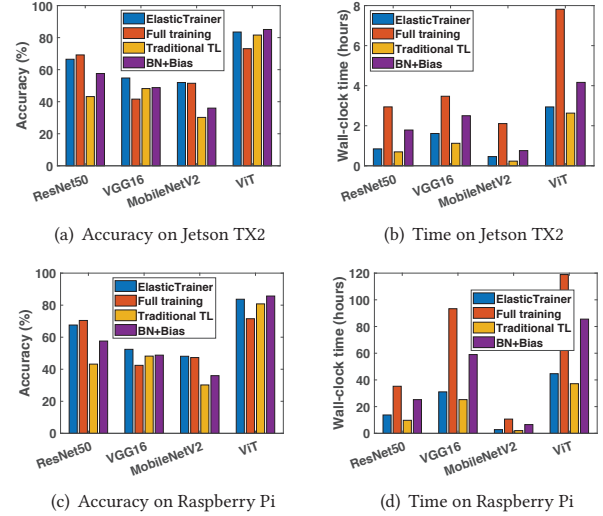 100
80
60
40
20
0
Accuracy (%)
ElasticTrainer
Full training
Traditional TL
BN+Bias
ResNet50
VGG16
MobileNetV2
ViT
(a) Accuracy on Jetson TX2
8
6
4
2
0
Wall-clock time (hours)
ElasticTrainer
Full training
Traditional TL
BN+Bias
ResNet50
VGG16
MobileNetV2
ViT
(b) Time on Jetson TX2
100
80
60
40
20
0
Accuracy (%)
ElasticTrainer
Full training
Traditional TL
BN+Bias
ResNet50
VGG16
MobileNetV2
ViT
(c) Accuracy on Raspberry Pi
120
100
80
60
40
20
0
Wall-clock time (hours)
ElasticTrainer
Full training
Traditional TL
BN+Bias
ResNet50
VGG16
MobileNetV2
ViT
(d) Time on Raspberry Pi